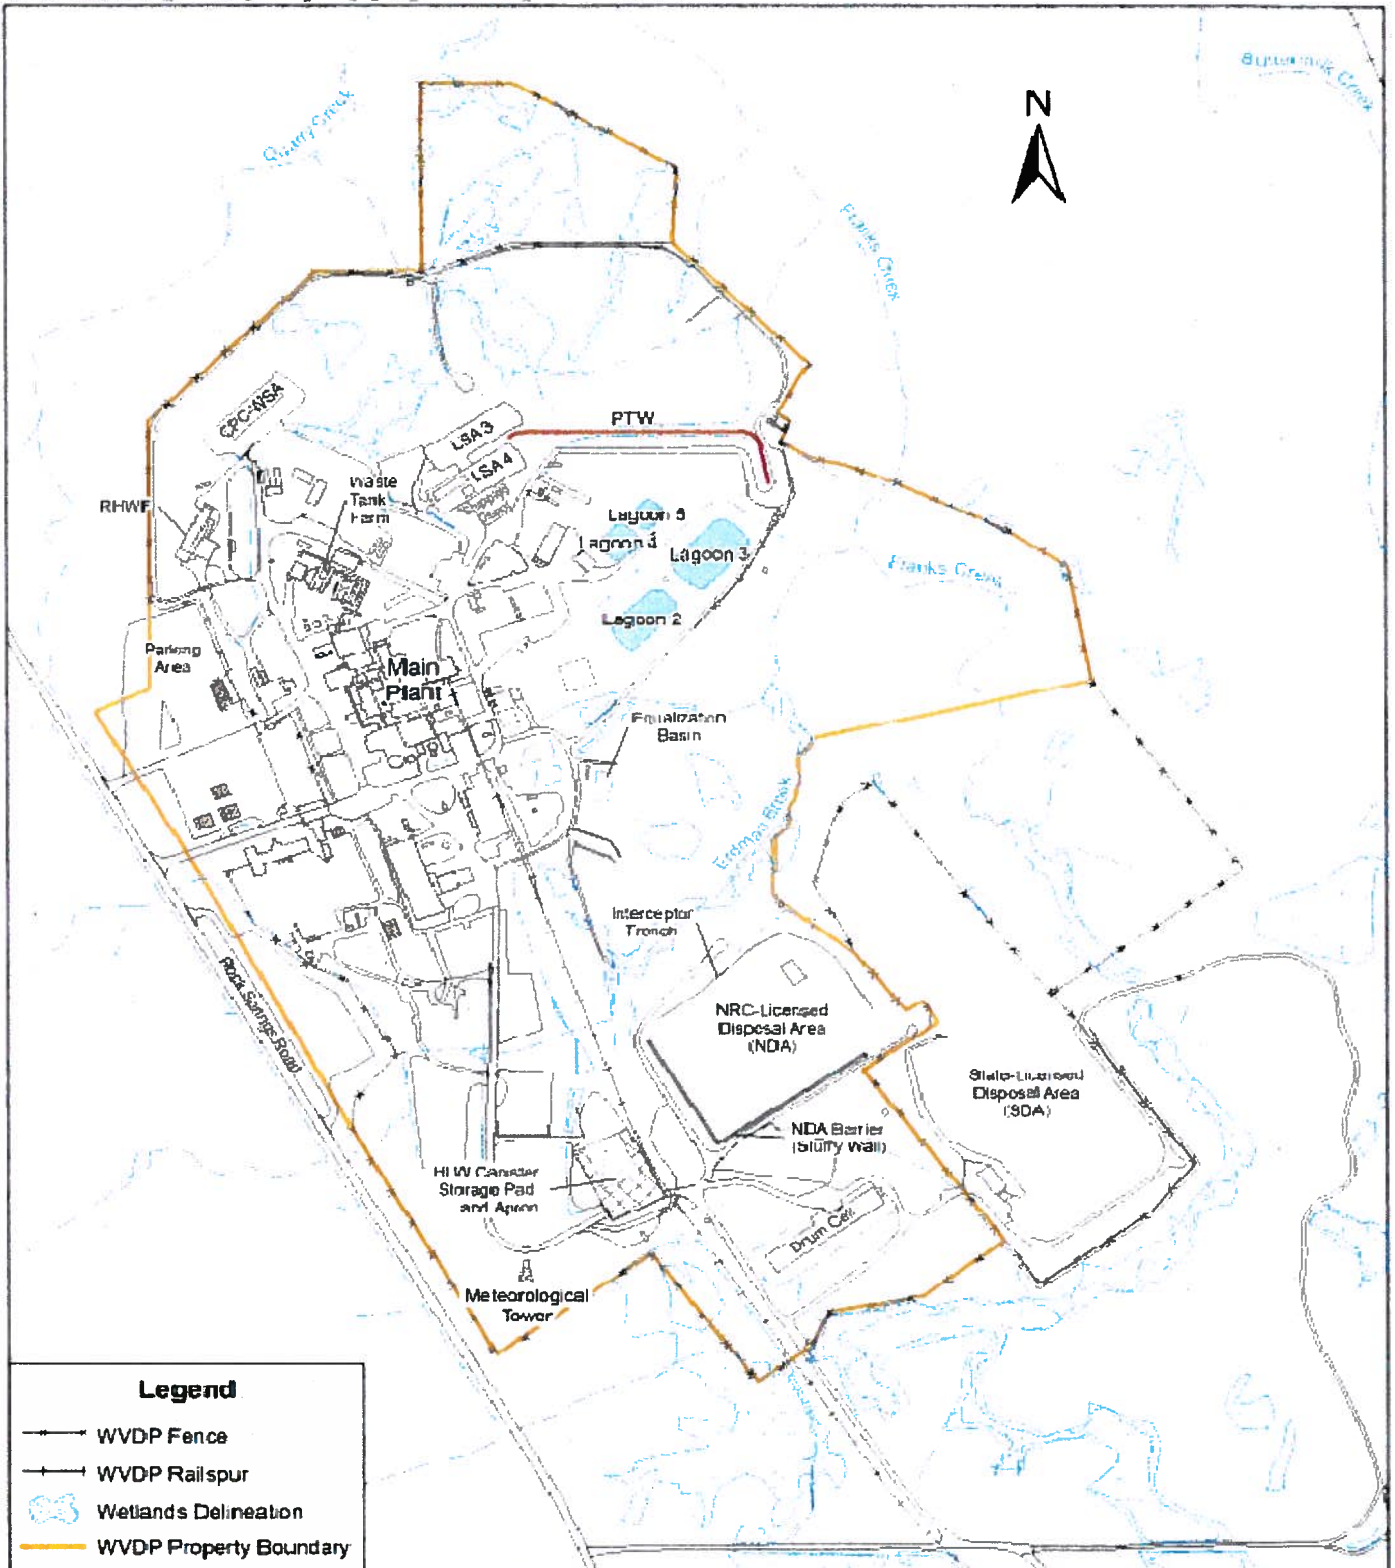 Buttermilk Creek
N
Quarry Creek
Franks Creek
CPC-WSA
LSA 3
PTW
LSA 4
Waste
Tank
Farm
RHWF
Lagoon 5
Lagoon 4
Lagoon 3
Franks Creek
Lagoon 2
Parking
Area
Main
Plant
Equalization
Basin
Erdman Brook
Interceptor
Trench
Rock Springs Road
NRC-Licensed
Disposal Area
(NDA)
State-Licensed
Disposal Area
(SDA)
NDA Barrier
(Slurry Wall)
HLW Canister
Storage Pad
and Apron
Drum Cell
Meteorological
Tower
Legend
WVDP Fence
WVDP Railspur
Wetlands Delineation
WVDP Property Boundary